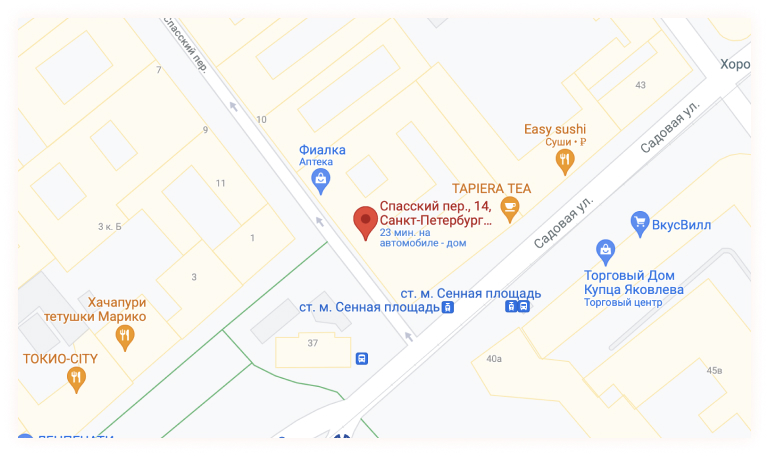 Спасский пер.
7
Хоро
43
10
9
Садовая ул.
Easy sushi
Суши • ₽
Фиалка
Аптека
11
TAPIERA TEA
Спасский пер., 14,
Санкт-Петербург...
23 мин. на
автомобиле - дом
Садовая ул.
ВкусВилл
3 к. Б
1
3
Торговый Дом
Купца Яковлева
Торговый центр
ст. м. Сенная площадь
ст. м. Сенная площадь
Хачапури
тетушки Марико
37
ТОКИО-CITY
40а
45в